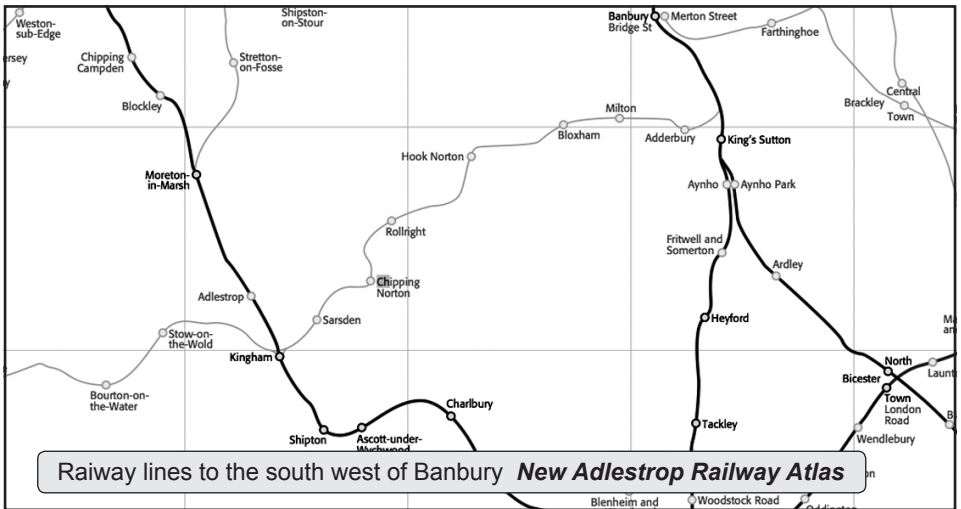 Weston-
sub-Edge
Shipston-
on-Stour
Banbury
Bridge St
Merton Street
Farthinghoe
ersey
y
Chipping
Campden
Stretton-
on-Fosse
Blockley
Central
Brackley
Town
Milton
Bloxham
Adderbury
King's Sutton
Hook Norton
Moreton-
in-Marsh
Aynho
Aynho Park
Rollright
Fritwell and
Somerton
Ardley
Chipping
Norton
Adlestrop
Sarsden
Heyford
Stow-on-
the-Wold
Kingham
North
Bicester
Town
London
Road
Launt
Bourton-on-
the-Water
Charlbury
Shipton
Ascott-under-
Wychwood
Tackley
Wendlebury
Raiway lines to the south west of Banbury New Adlestrop Railway Atlas
on
Blenheim and
Woodstock Road
Oddington